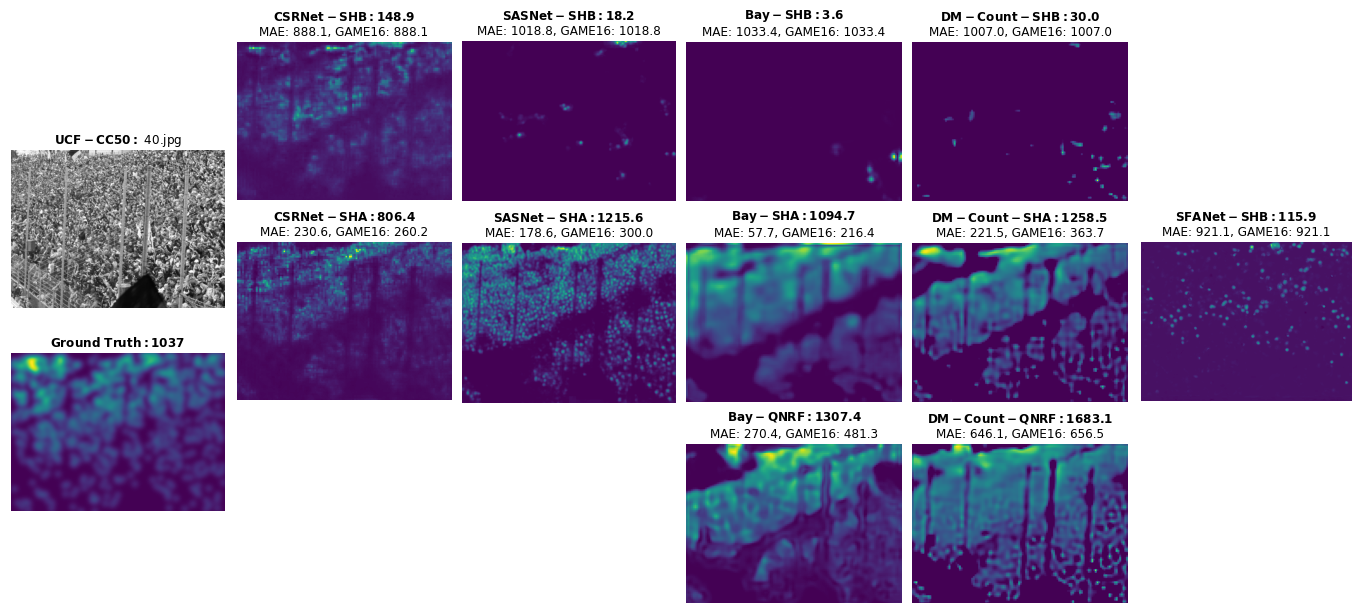 CSRNet − SHB : 148.9
MAE: 888.1, GAME16: 888.1
SASNet − SHB : 18.2
MAE: 1018.8, GAME16: 1018.8
Bay − SHB : 3.6
MAE: 1033.4, GAME16: 1033.4
DM − Count − SHB : 30.0
MAE: 1007.0, GAME16: 1007.0
UCF − CC50 : 40.jpg
CSRNet − SHA : 806.4
MAE: 230.6, GAME16: 260.2
SASNet − SHA : 1215.6
MAE: 178.6, GAME16: 300.0
Bay − SHA : 1094.7
MAE: 57.7, GAME16: 216.4
DM − Count − SHA : 1258.5
MAE: 221.5, GAME16: 363.7
SFANet − SHB : 115.9
MAE: 921.1, GAME16: 921.1
Ground Truth : 1037
Bay − QNRF : 1307.4
MAE: 270.4, GAME16: 481.3
DM − Count − QNRF : 1683.1
MAE: 646.1, GAME16: 656.5